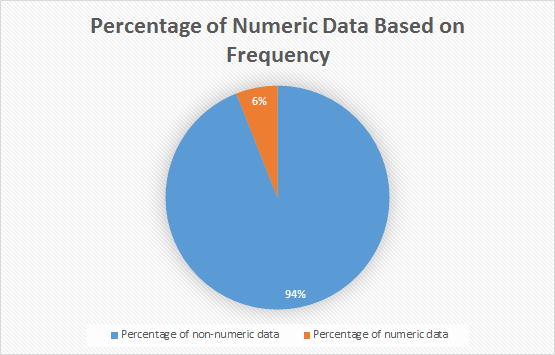 Percentage of Numeric Data Based on
Frequency
6%
94%
Percentage of non-numeric data
Percentage of numeric data